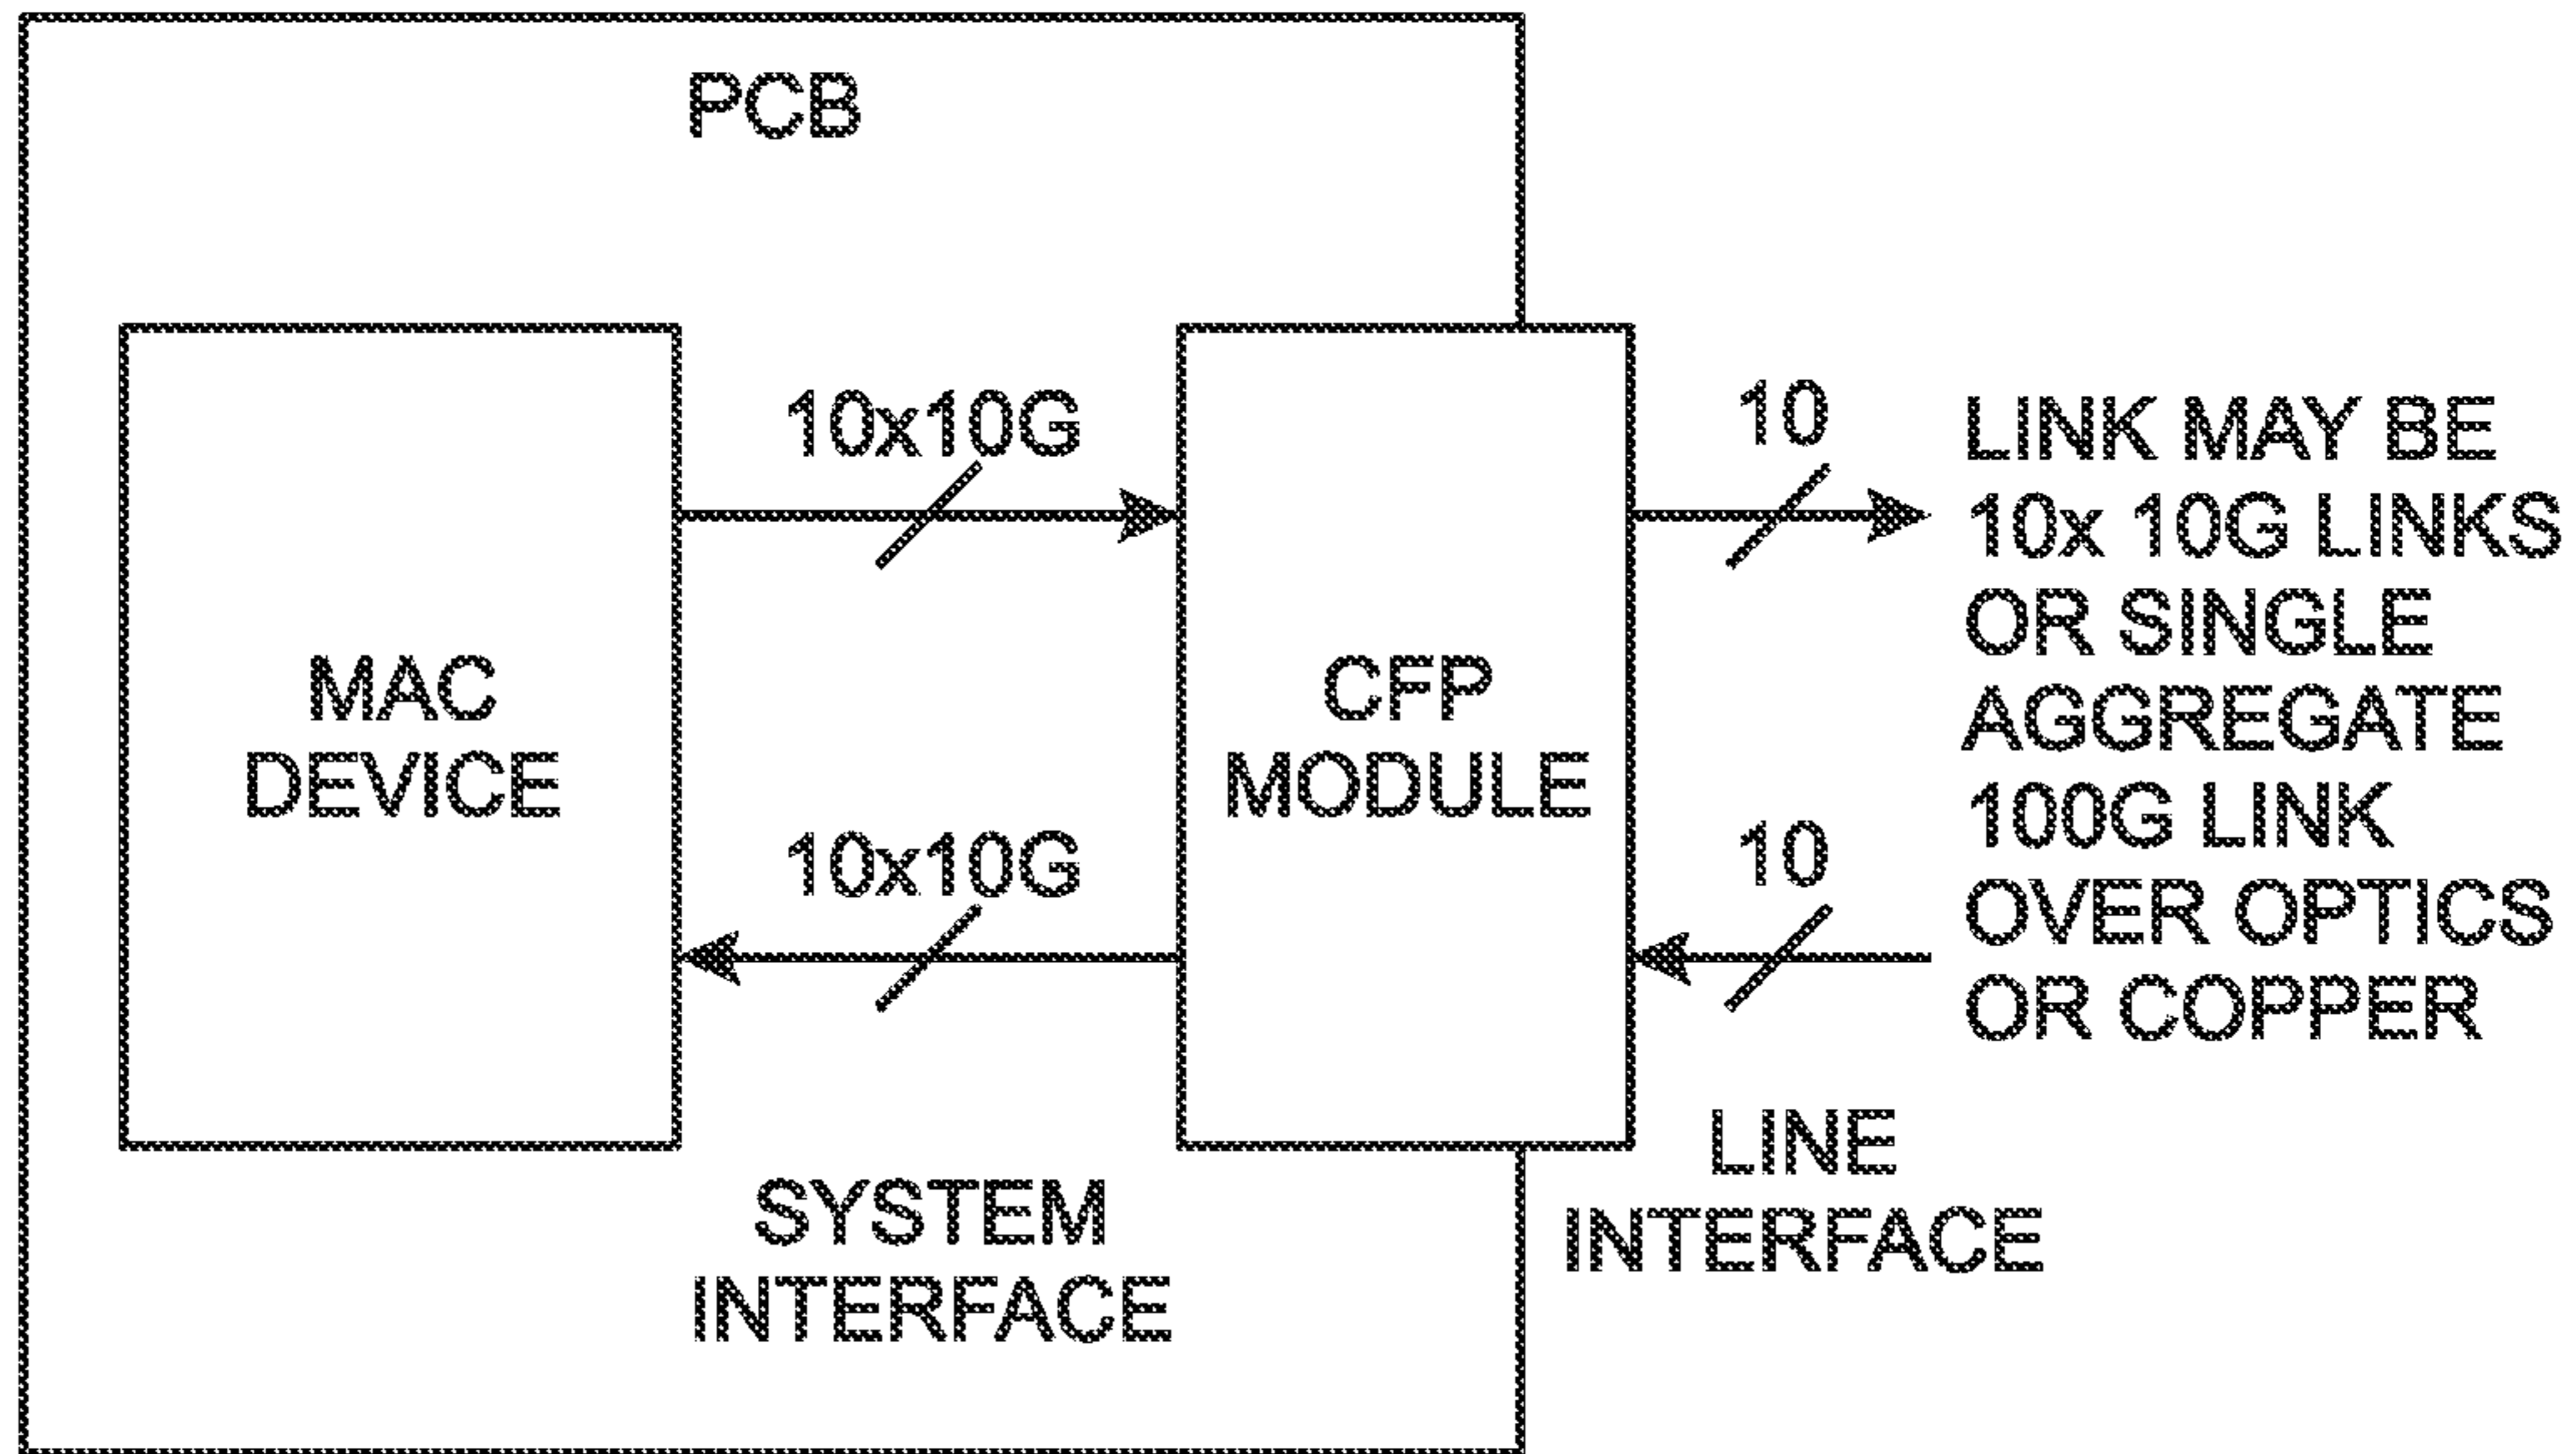 PCB
MAC
DEVICE
10x10G
10x10G
SYSTEM
INTERFACE
CFP
MODULE
10
10
LINE
INTERFACE
LINK MAY BE
10x 10G LINKS
OR SINGLE
AGGREGATE
100G LINK
OVER OPTICS
OR COPPER